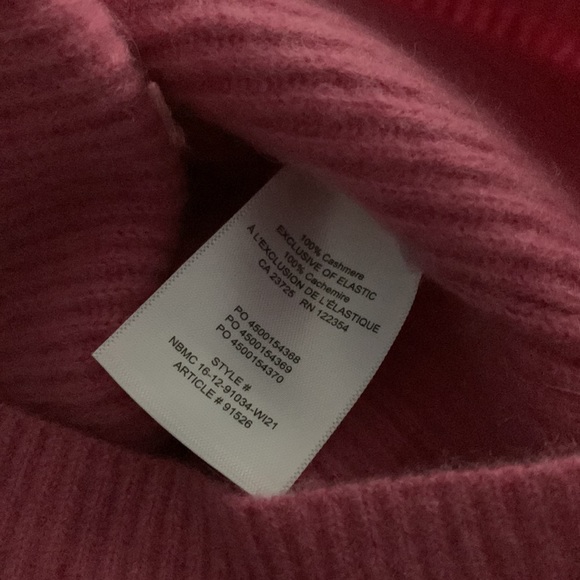 100% Cashmere
EXCLUSIVE OF ELASTIC
100% Cachemire
À L'EXCLUSION DE L'ÉLASTIQUE
CA 23725 RN 122354
PO 4500154368
PO 4500154369
PO 4500154370
STYLE #
NBMC 16-12-91034-WI21
ARTICLE # 91526